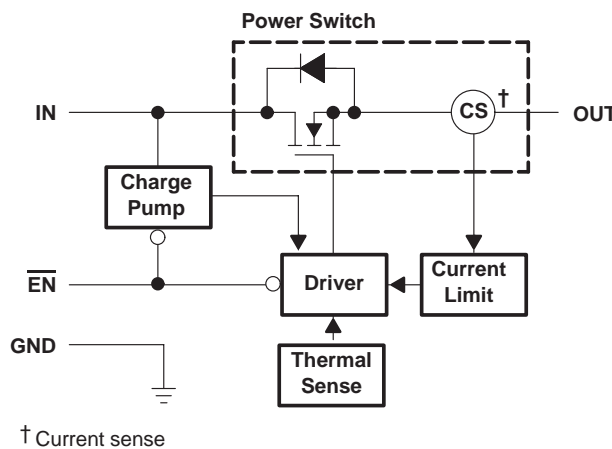 Power Switch
IN
CS
†
OUT
Charge
Pump
EN
Driver
Current
Limit
GND
Thermal
Sense
† Current sense